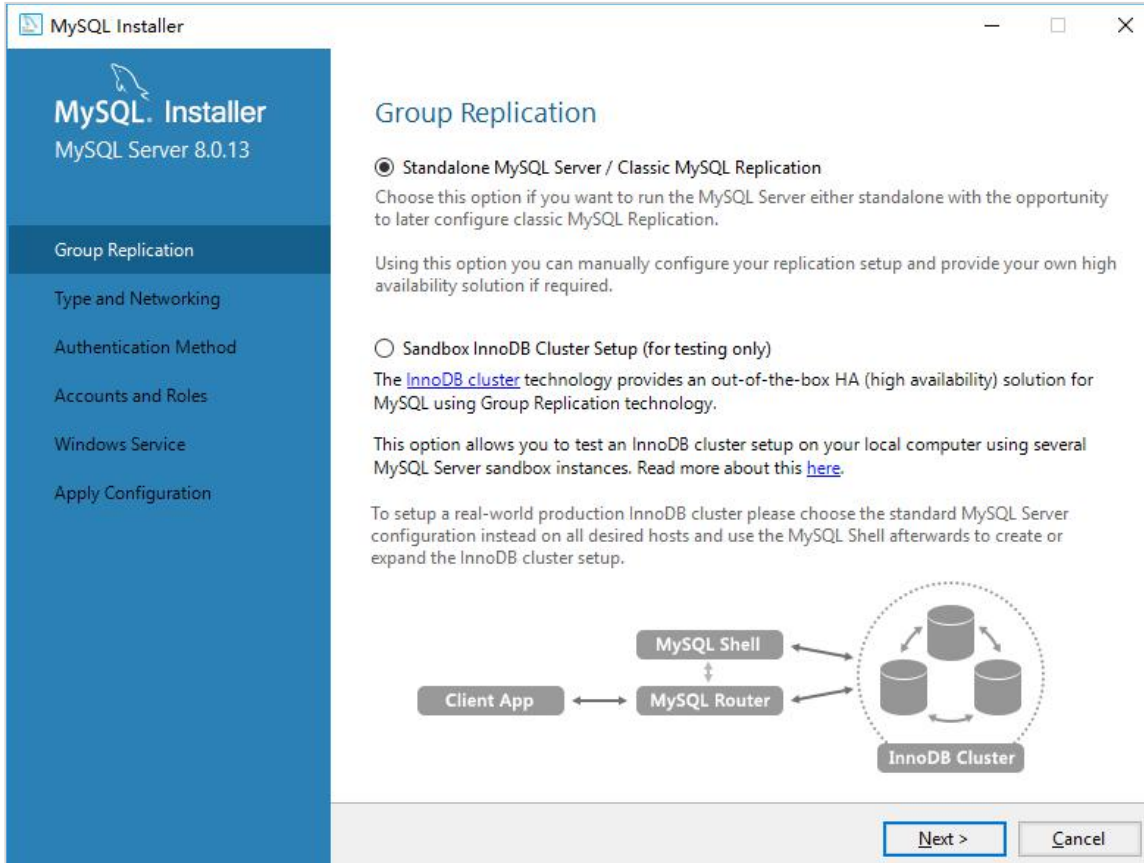 MySQL Installer
MySQL. Installer
MySQL Server 8.0.13
Group Replication
Type and Networking
Authentication Method
Accounts and Roles
Windows Service
Apply Configuration
Group Replication
Standalone MySQL Server / Classic MySQL Replication
Choose this option if you want to run the MySQL Server either standalone with the opportunity
to later configure classic MySQL Replication.
Using this option you can manually configure your replication setup and provide your own high
availability solution if required.
Sandbox InnoDB Cluster Setup (for testing only)
The InnoDB cluster technology provides an out-of-the-box HA (high availability) solution for
MySQL using Group Replication technology.
This option allows you to test an InnoDB cluster setup on your local computer using several
MySQL Server sandbox instances. Read more about this here.
To setup a real-world production InnoDB cluster please choose the standard MySQL Server
configuration instead on all desired hosts and use the MySQL Shell afterwards to create or
expand the InnoDB cluster setup.
MySQL Shell
Client App
MySQL Router
InnoDB Cluster
Next >
Cancel